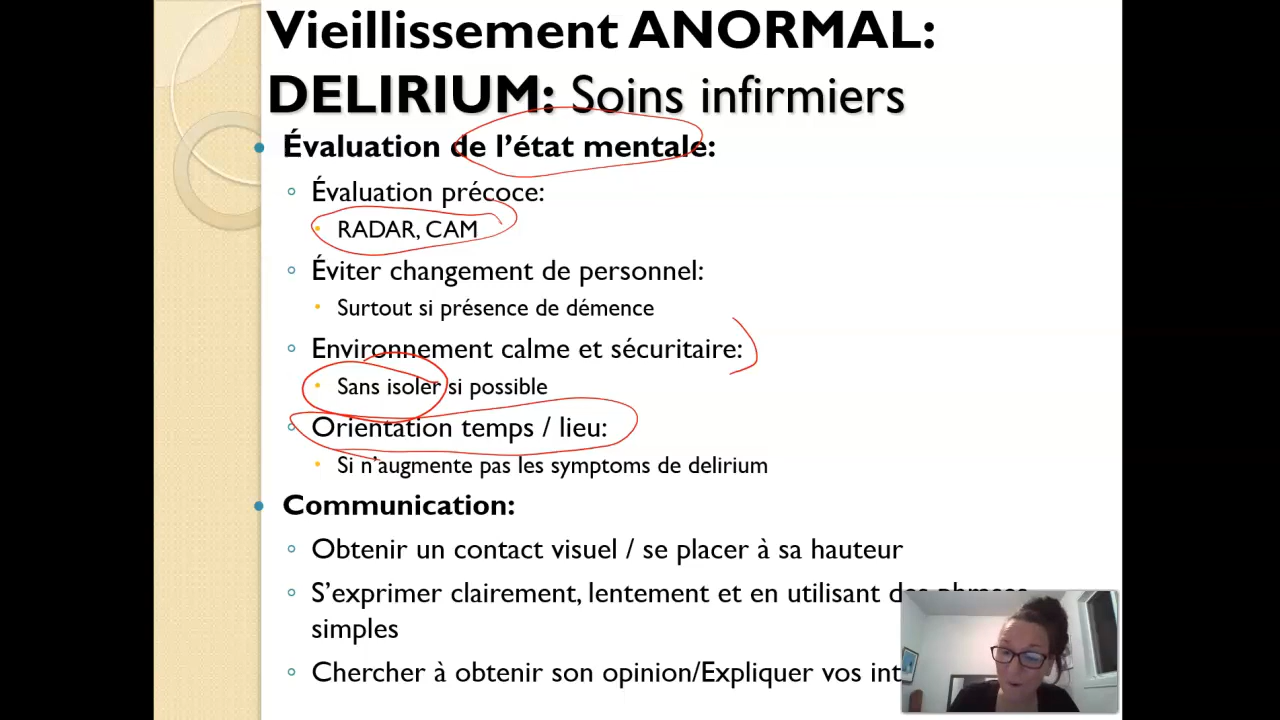 Vieillissement ANORMAL:
DELIRIUM: Soins infirmiers
Évaluation de l'état mentale:
Évaluation précoce:
RADAR, CAM
Éviter changement de personnel:
Surtout si présence de démence
Environnement calme et sécuritaire:
Sans isoler si possible
Orientation temps / lieu:
Si n'augmente pas les symptoms de delirium
Communication:
Obtenir un contact visuel / se placer à sa hauteur
S'exprimer clairement, lentement et en utilisant des phrases
simples
Chercher à obtenir son opinion/Expliquer vos